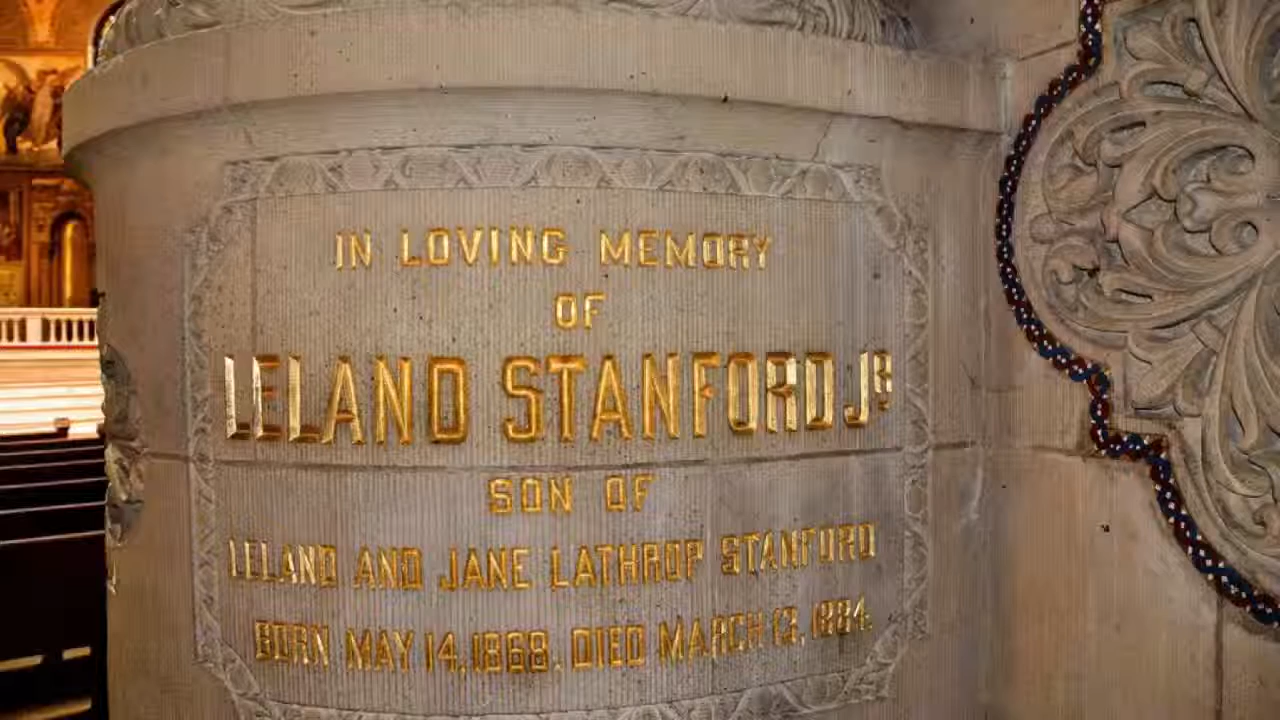 IN LOVING MEMORY
OF
LELAND STANFORD JR
SON OF
LELAND AND JANE LATHROP STANFORD
BORN MAY 14, 1868. DIED MARCH 13, 1884.